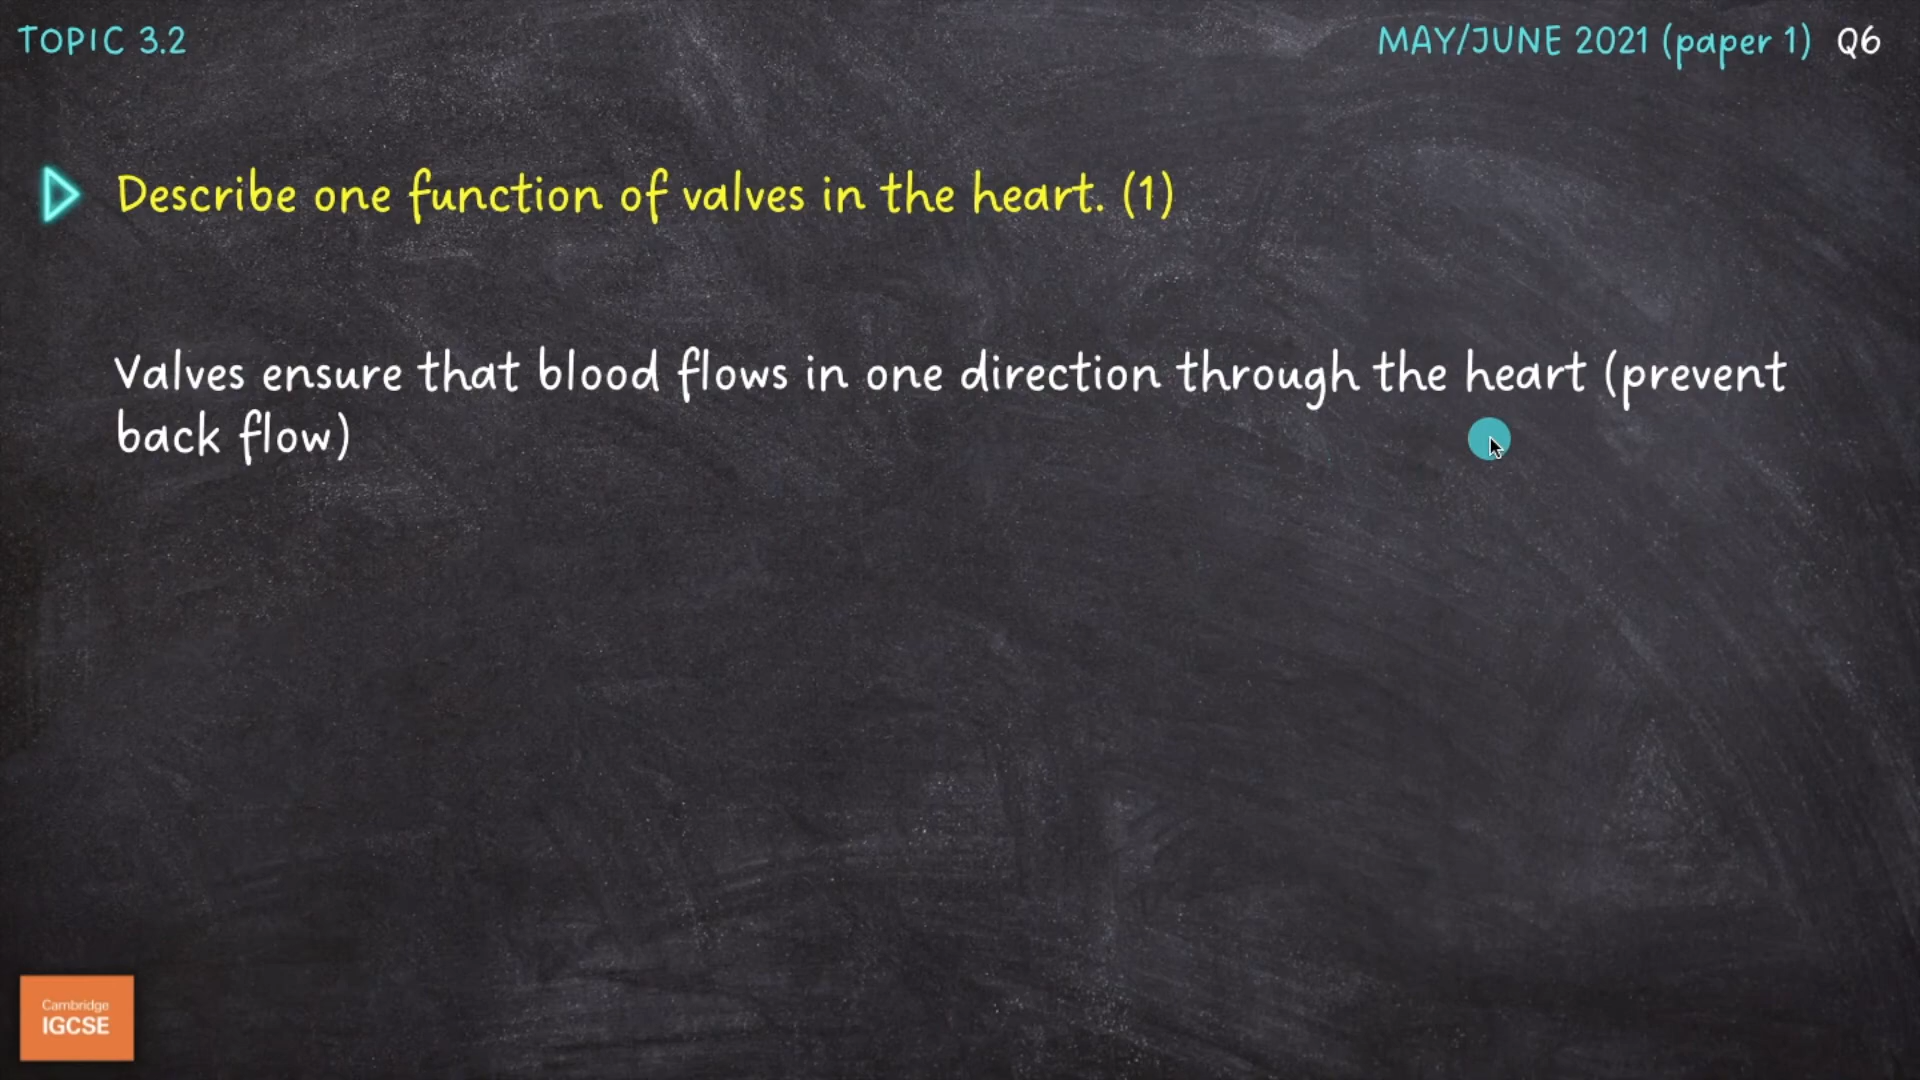 TOPIC 3.2
MAY/JUNE 2021 (paper 1) Q6
Describe one function of valves in the heart. (1)
Valves ensure that blood flows in one direction through the heart (prevent
back flow)
Cambridge
IGCSE